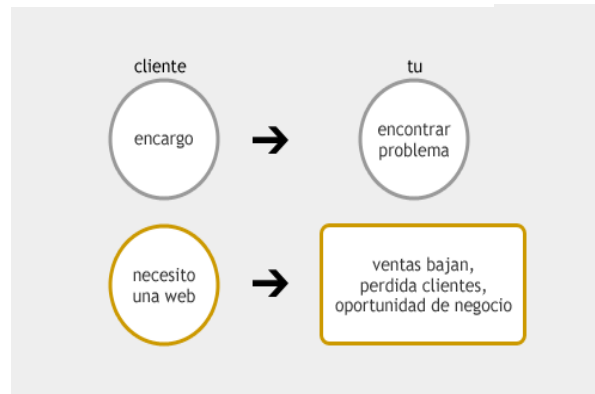 cliente
tu
encargo
encontrar
problema
necesito
una web
ventas bajan,
perdida clientes,
oportunidad de negocio